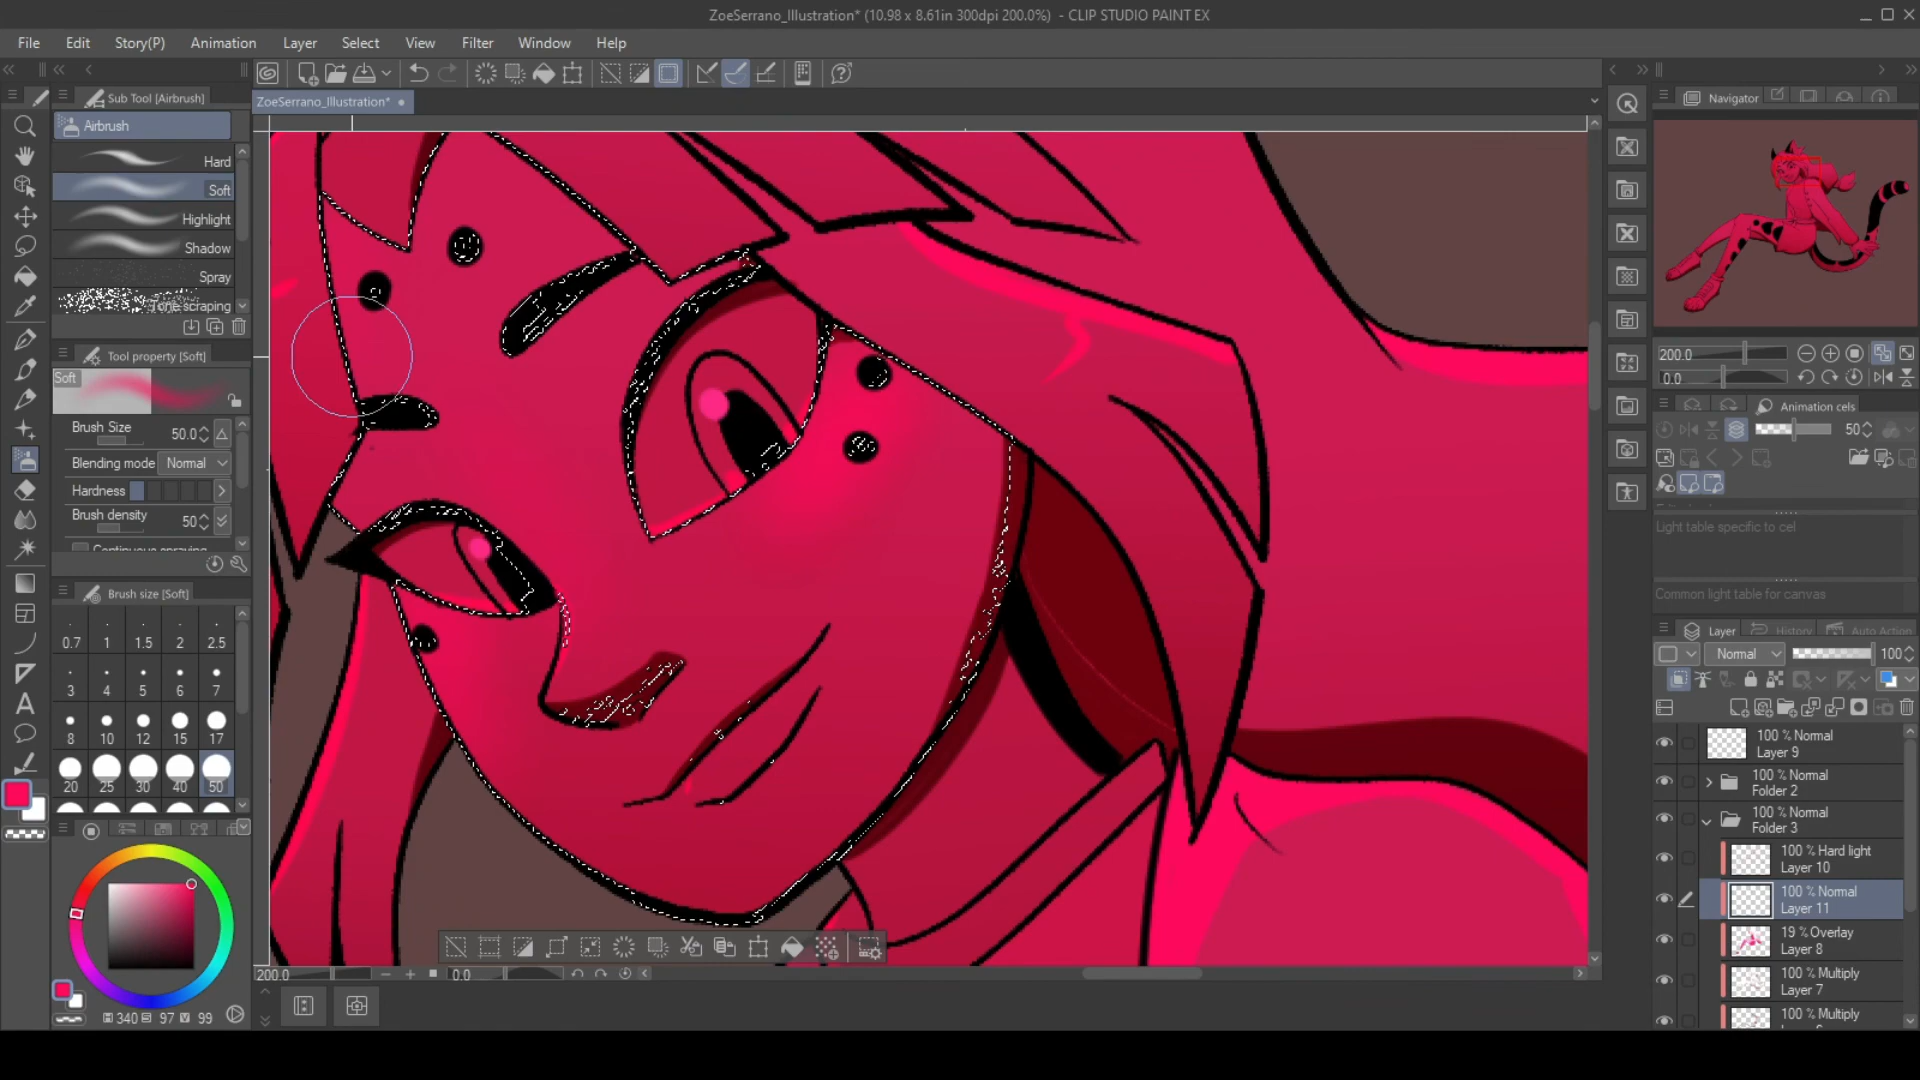 ZoeSerrano_Illustration* (10.98 x 8.61in 300dpi 200.0%) - CLIP STUDIO PAINT EX
File Edit Story(P) Animation Layer Select View Filter Window Help
ZoeSerrano_Illustration*
Sub Tool [Airbrush]
Airbrush
Hard
Soft
Highlight
Shadow
Spray
Tone scraping
Tool property [Soft]
Soft
Brush Size 50.0
Blending mode Normal
Hardness
Brush density 50
Continuous spraying
Brush size [Soft]
0.7 1 1.5 2 2.5
3 4 5 6 7
8 10 12 15 17
20 25 30 40 50
H 340 S 97 V 99
200.0 0.0
Navigator
200.0
0.0
Animation cels
50
Light table specific to cel
Common light table for canvas
Layer History Auto Action
Normal 100
100 % Normal
Layer 9
100 % Normal
Folder 2
100 % Normal
Folder 3
100 % Hard light
Layer 10
100 % Normal
Layer 11
19 % Overlay
Layer 8
100 % Multiply
Layer 7
100 % Multiply